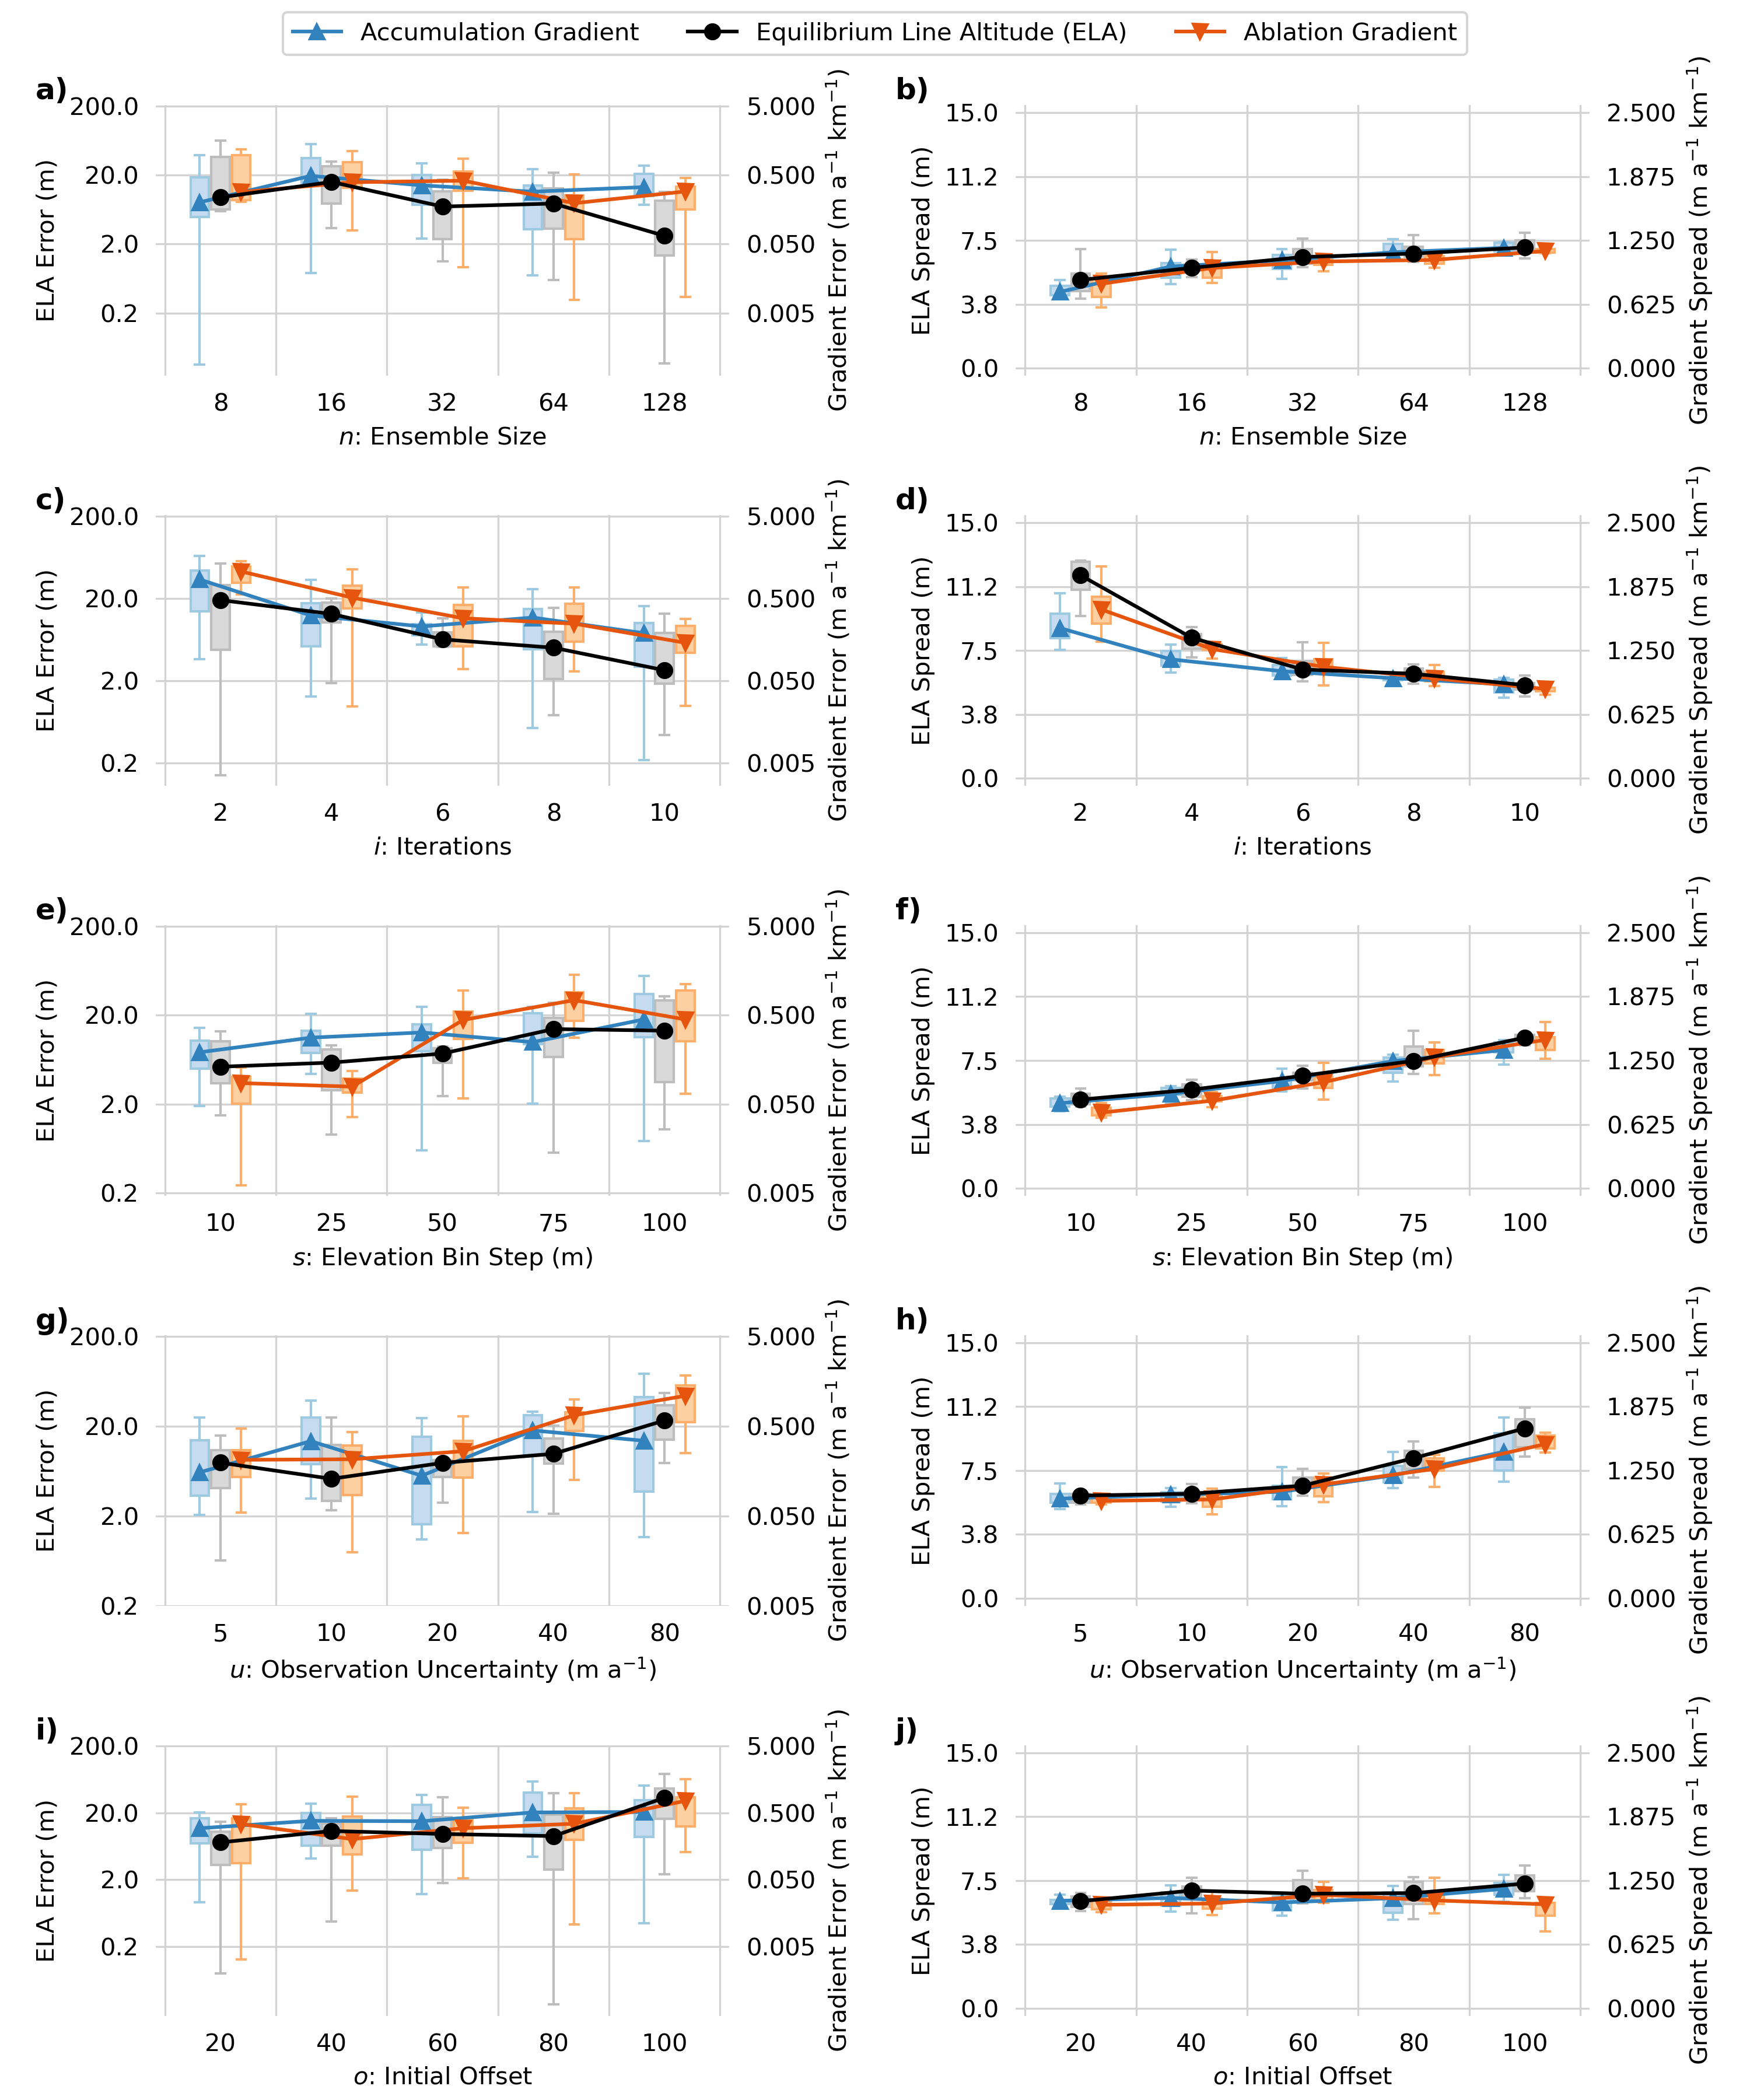 Accumulation Gradient Equilibrium Line Altitude (ELA) Ablation Gradient
a)
200.0
20.0
2.0
0.2
ELA Error (m)
5.000
0.500
0.050
0.005
Gradient Error (m a⁻¹ km⁻¹)
8 16 32 64 128
n: Ensemble Size
b)
15.0
11.2
7.5
3.8
0.0
ELA Spread (m)
2.500
1.875
1.250
0.625
0.000
Gradient Spread (m a⁻¹ km⁻¹)
8 16 32 64 128
n: Ensemble Size
c)
200.0
20.0
2.0
0.2
ELA Error (m)
5.000
0.500
0.050
0.005
Gradient Error (m a⁻¹ km⁻¹)
2 4 6 8 10
i: Iterations
d)
15.0
11.2
7.5
3.8
0.0
ELA Spread (m)
2.500
1.875
1.250
0.625
0.000
Gradient Spread (m a⁻¹ km⁻¹)
2 4 6 8 10
i: Iterations
e)
200.0
20.0
2.0
0.2
ELA Error (m)
5.000
0.500
0.050
0.005
Gradient Error (m a⁻¹ km⁻¹)
10 25 50 75 100
s: Elevation Bin Step (m)
f)
15.0
11.2
7.5
3.8
0.0
ELA Spread (m)
2.500
1.875
1.250
0.625
0.000
Gradient Spread (m a⁻¹ km⁻¹)
10 25 50 75 100
s: Elevation Bin Step (m)
g)
200.0
20.0
2.0
0.2
ELA Error (m)
5.000
0.500
0.050
0.005
Gradient Error (m a⁻¹ km⁻¹)
5 10 20 40 80
u: Observation Uncertainty (m a⁻¹)
h)
15.0
11.2
7.5
3.8
0.0
ELA Spread (m)
2.500
1.875
1.250
0.625
0.000
Gradient Spread (m a⁻¹ km⁻¹)
5 10 20 40 80
u: Observation Uncertainty (m a⁻¹)
i)
200.0
20.0
2.0
0.2
ELA Error (m)
5.000
0.500
0.050
0.005
Gradient Error (m a⁻¹ km⁻¹)
20 40 60 80 100
o: Initial Offset
j)
15.0
11.2
7.5
3.8
0.0
ELA Spread (m)
2.500
1.875
1.250
0.625
0.000
Gradient Spread (m a⁻¹ km⁻¹)
20 40 60 80 100
o: Initial Offset